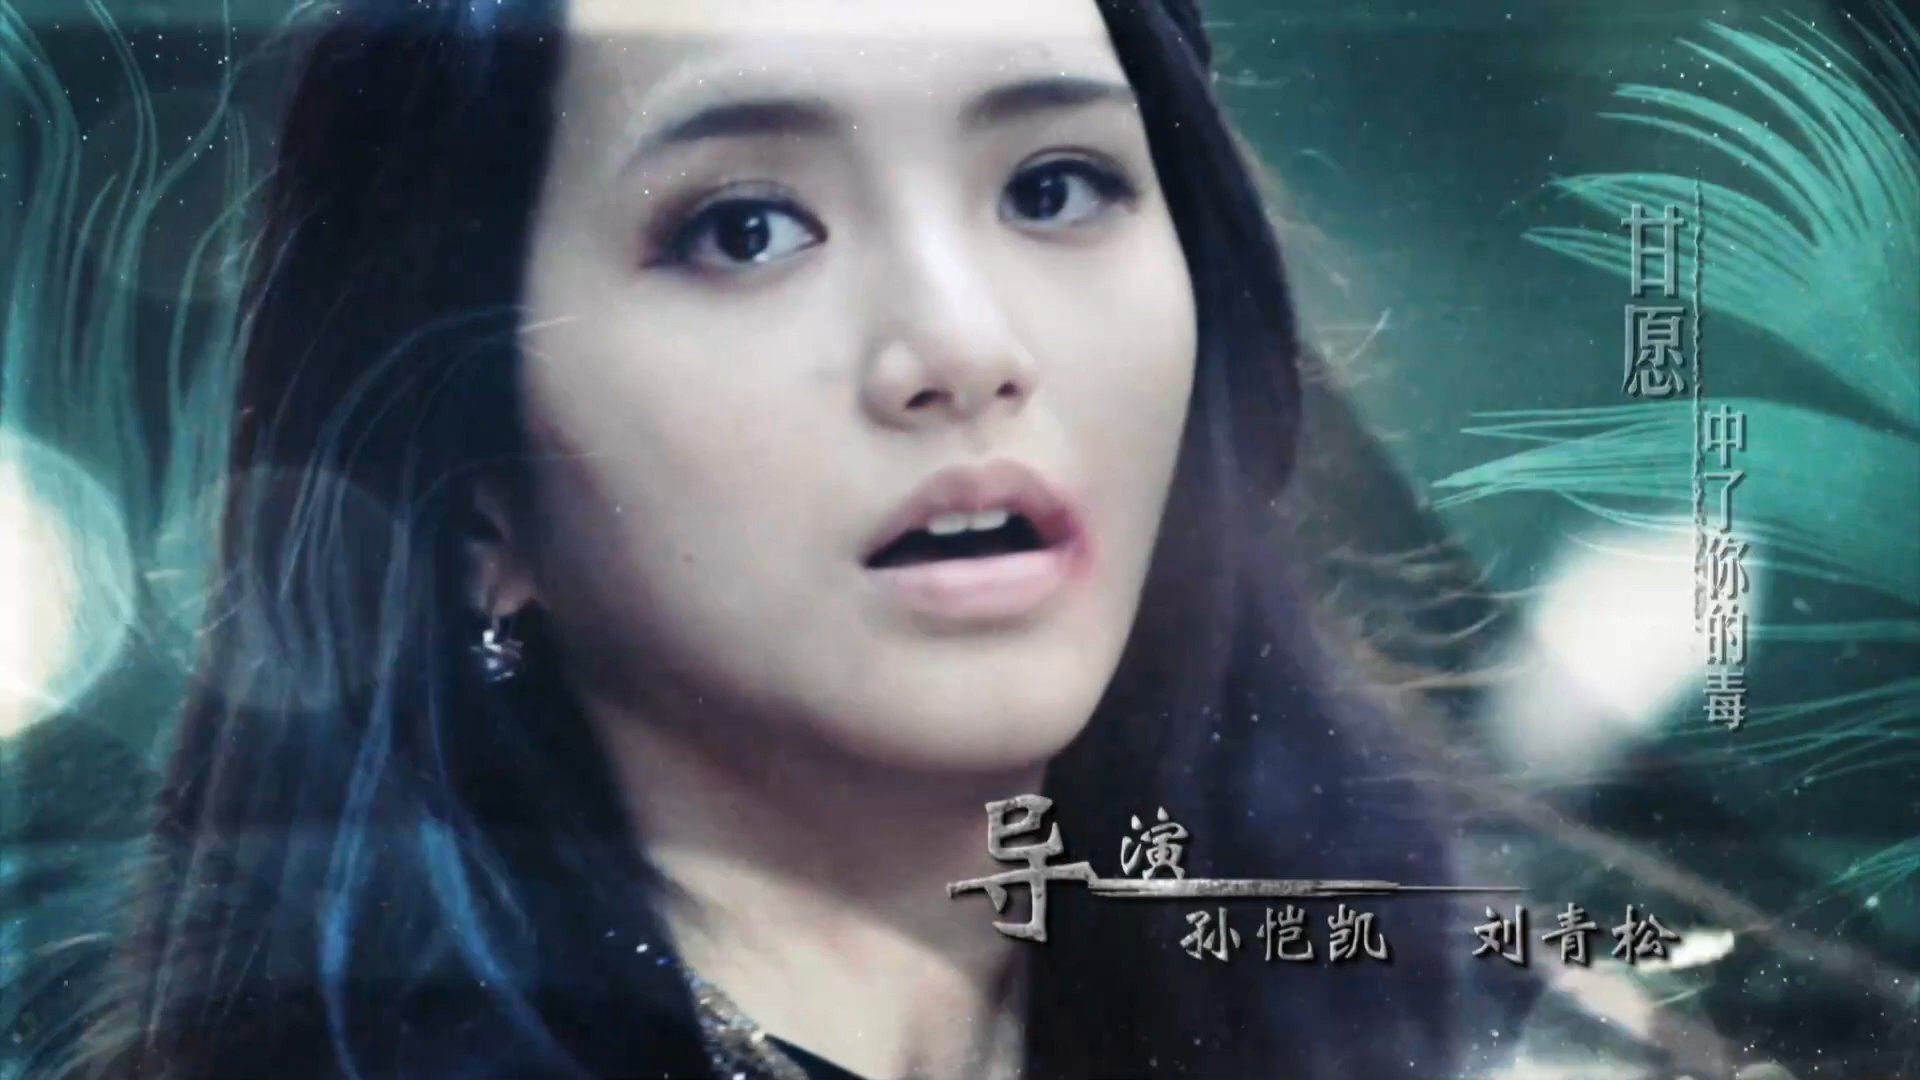 甘愿
中了你的毒
导演
孙恺凯 刘青松